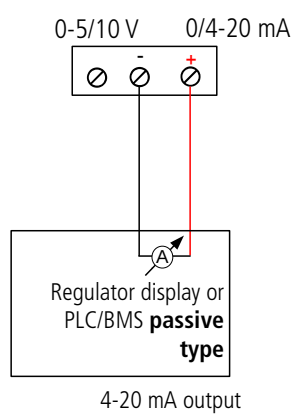 0-5/10 V 0/4-20 mA
- +
A
Regulator display or
PLC/BMS passive
type
4-20 mA output